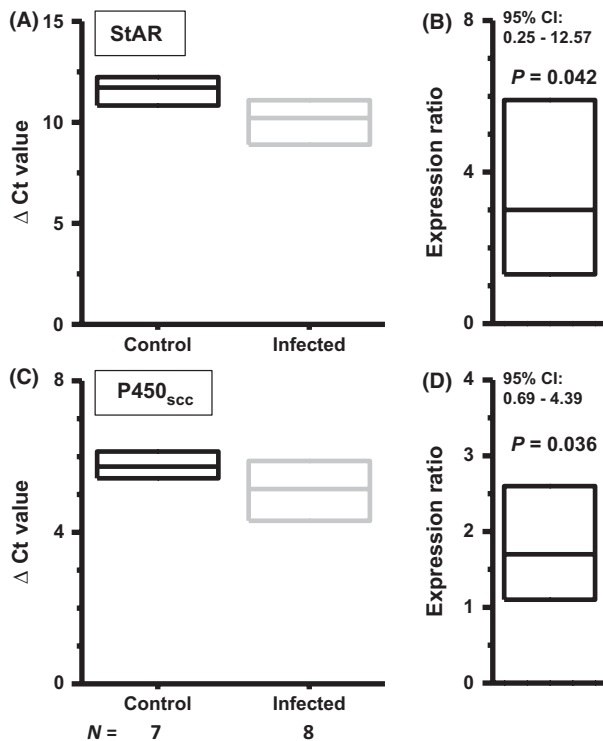 (A)
StAR
15
10
5
0
Δ Ct value
Control Infected
(B)
95% CI:
0.25 - 12.57
P = 0.042
8
4
0
Expression ratio
(C)
P450scc
8
4
0
Δ Ct value
Control Infected
N = 7 8
(D)
95% CI:
0.69 - 4.39
P = 0.036
4
3
2
1
0
Expression ratio